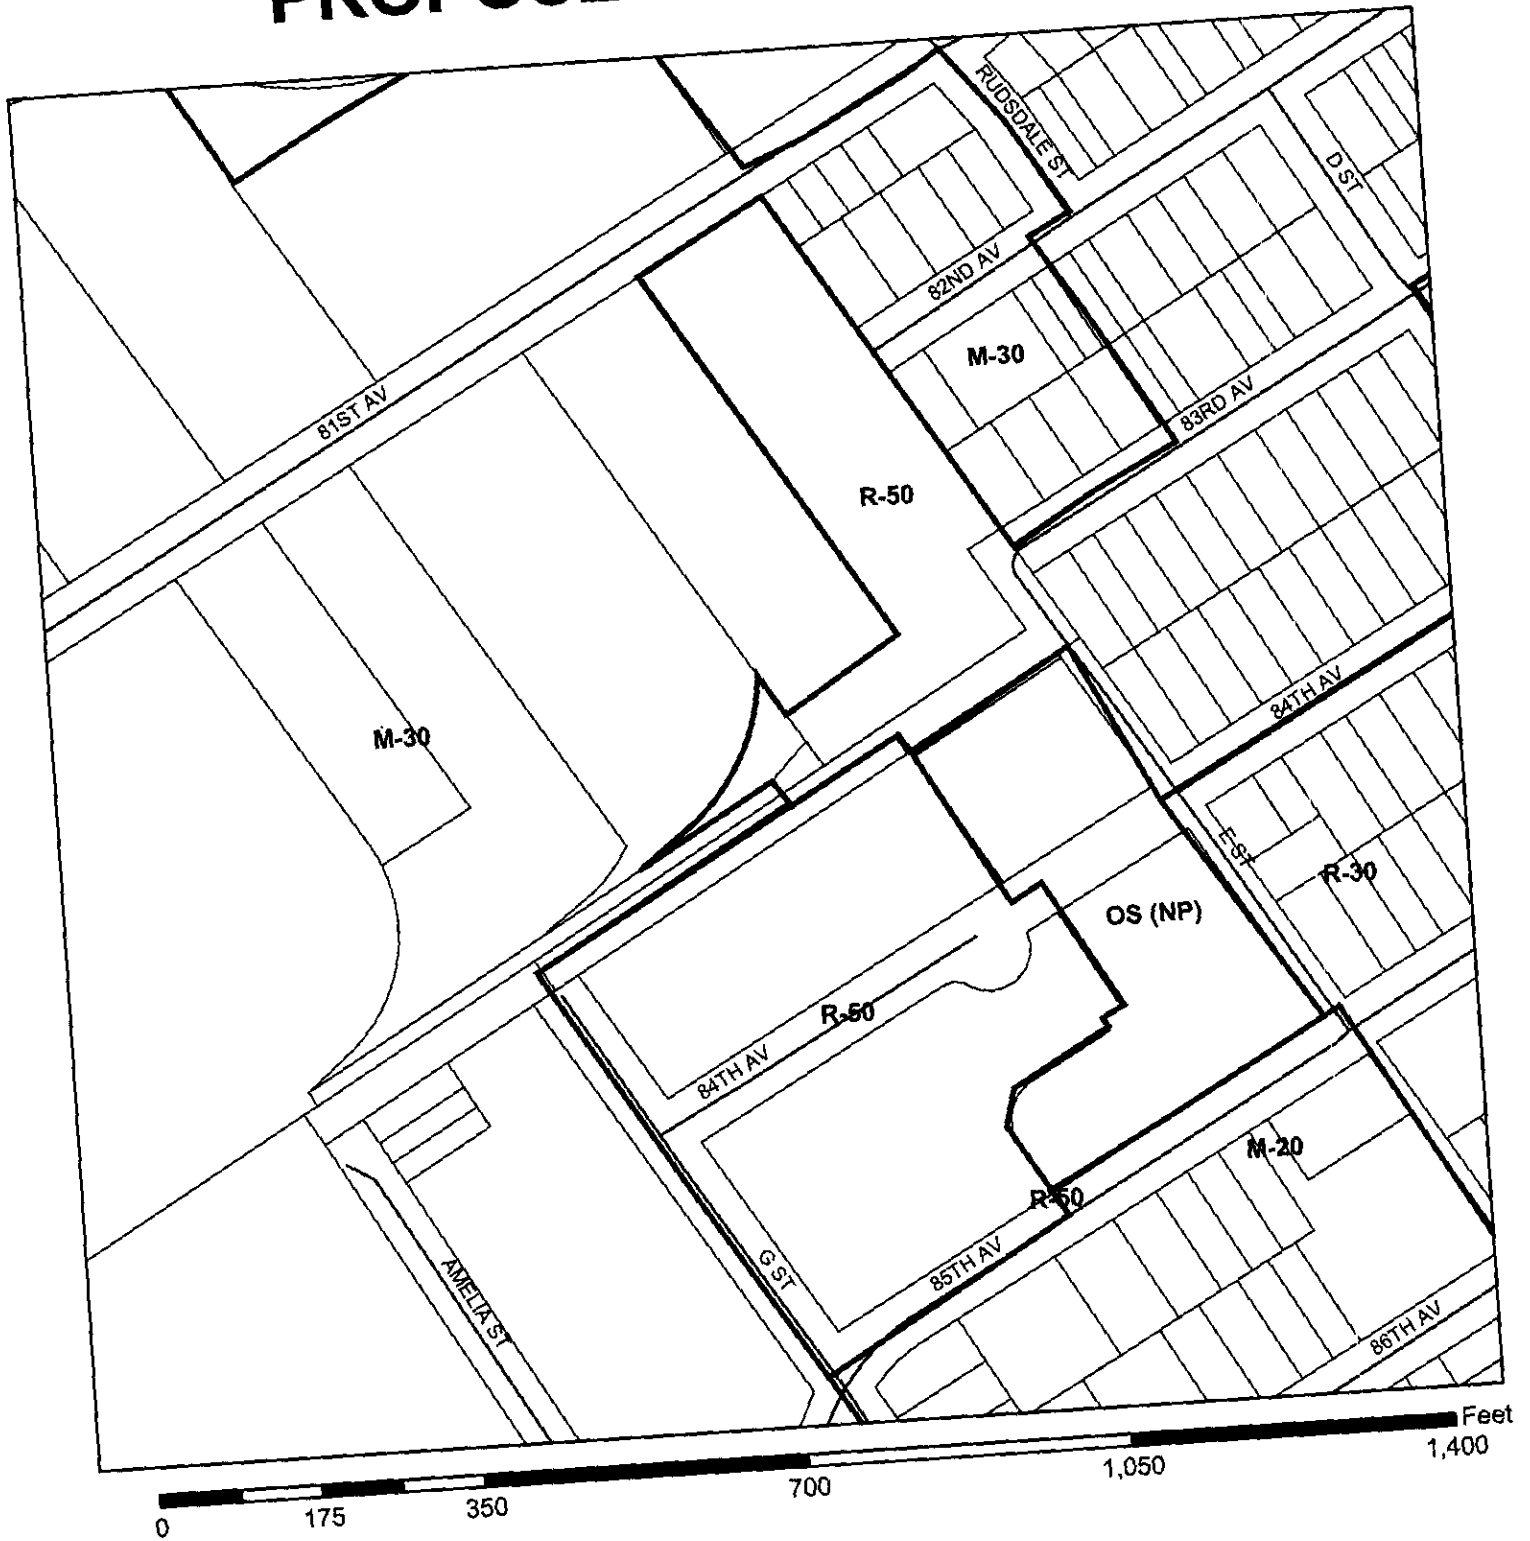 RUDSDALE ST
D ST
82ND AV
M-30
81ST AV
83RD AV
R-50
84TH AV
M-30
E ST
R-30
OS (NP)
R-50
84TH AV
M-20
R-50
G ST
85TH AV
AMELIA ST
86TH AV
Feet
0
175
350
700
1,050
1,400